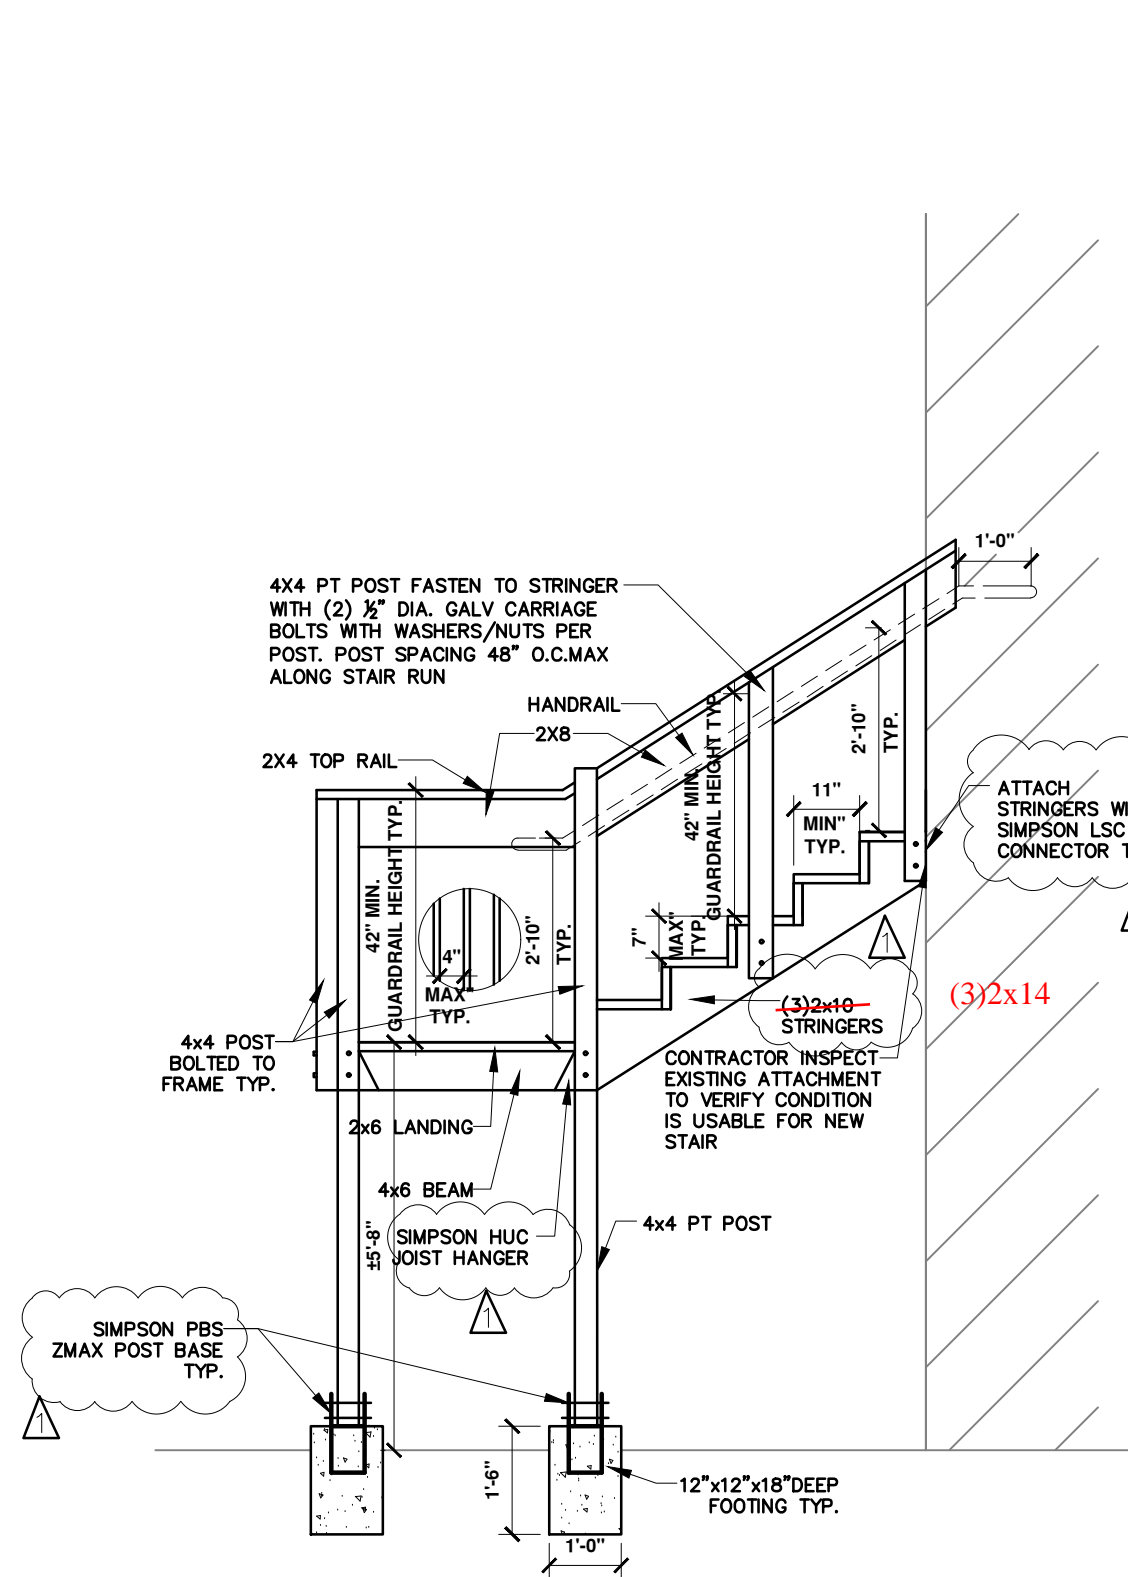 1'-0"
4X4 PT POST FASTEN TO STRINGER
WITH (2) ½" DIA. GALV CARRIAGE
BOLTS WITH WASHERS/NUTS PER
POST. POST SPACING 48" O.C.MAX
ALONG STAIR RUN
HANDRAIL
2X8
2X4 TOP RAIL
42" MIN.
GUARDRAIL HEIGHT TYP.
2'-10"
TYP.
11"
MIN"
TYP.
ATTACH
STRINGERS WI
SIMPSON LSC
CONNECTOR T
42" MIN.
GUARDRAIL HEIGHT TYP.
4"
MAX"
TYP.
2'-10"
TYP.
7"
MAX"
TYP.
1
(3)2x10
STRINGERS
(3)2x14
4x4 POST
BOLTED TO
FRAME TYP.
CONTRACTOR INSPECT
EXISTING ATTACHMENT
TO VERIFY CONDITION
IS USABLE FOR NEW
STAIR
2x6 LANDING
4x6 BEAM
±5'-8"
SIMPSON HUC
JOIST HANGER
1
4x4 PT POST
SIMPSON PBS
ZMAX POST BASE
TYP.
1
1'-6"
12"x12"x18"DEEP
FOOTING TYP.
1'-0"